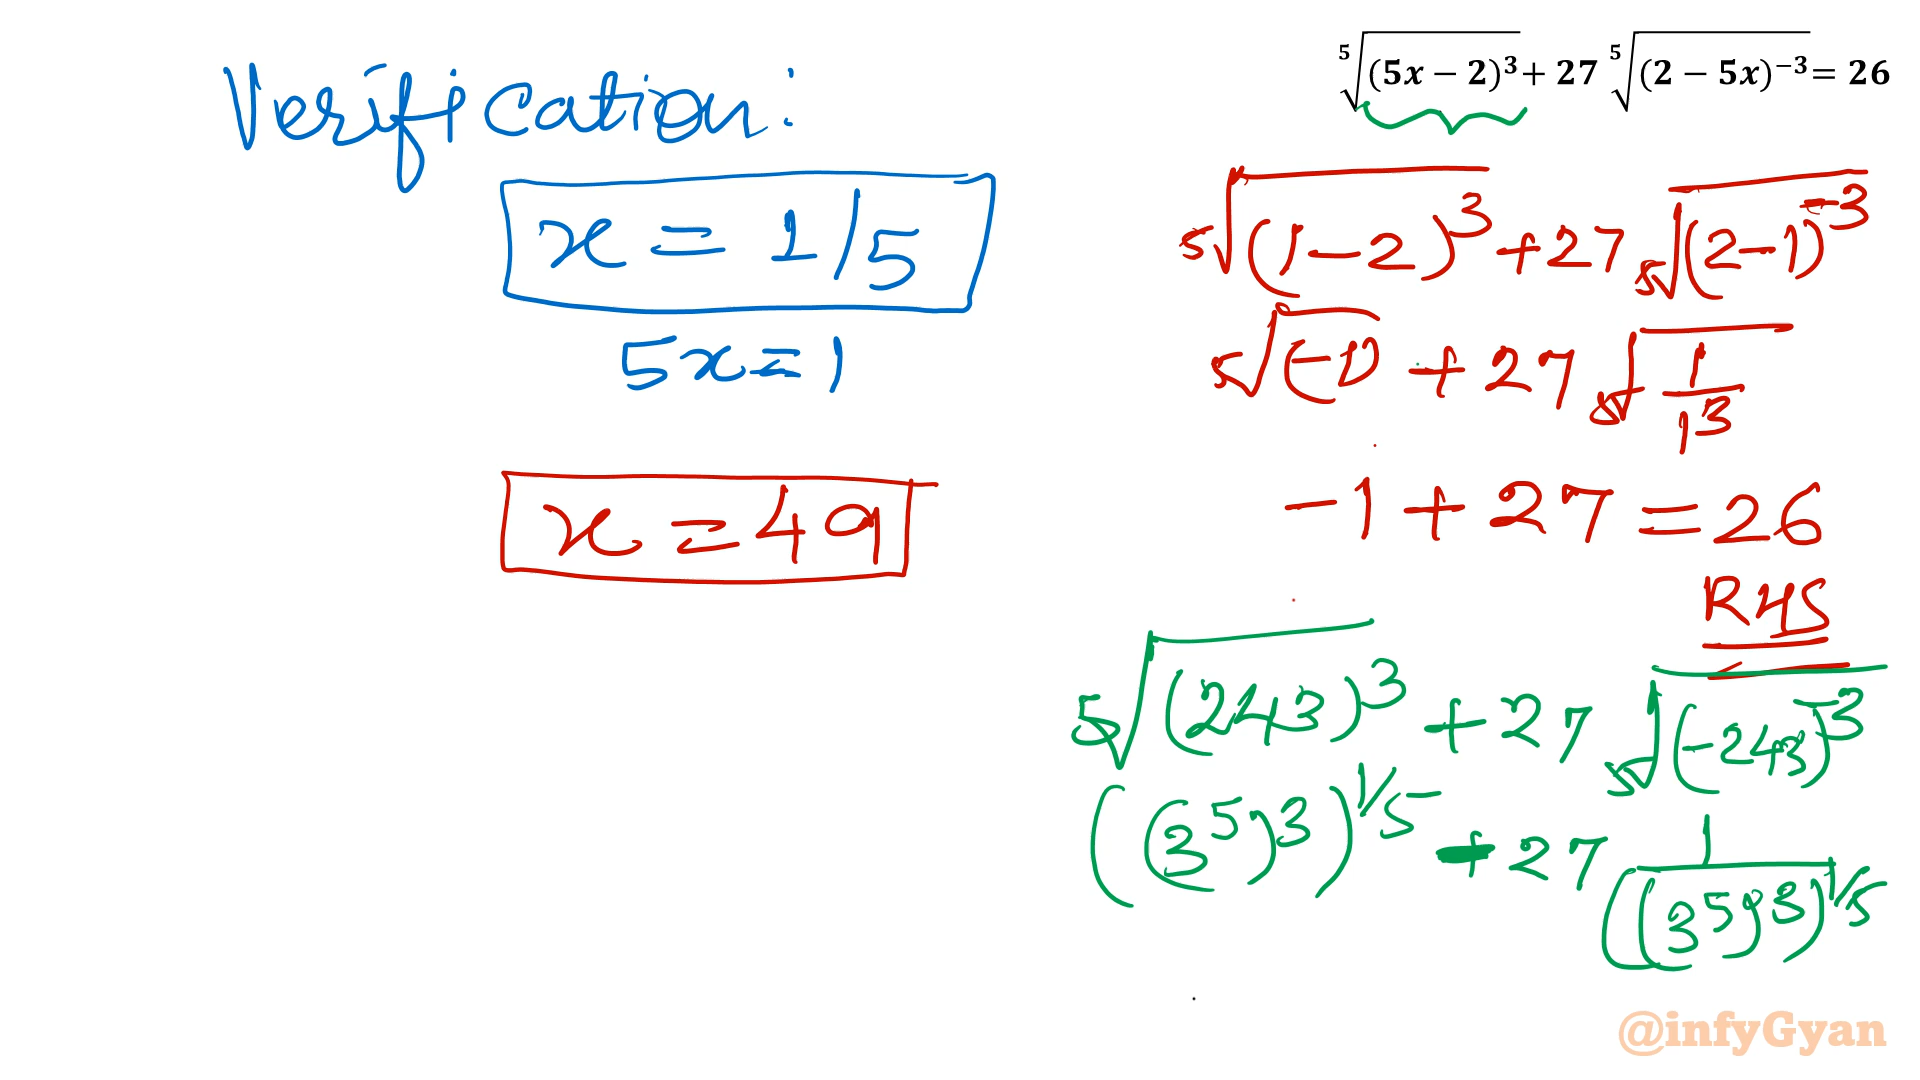 Verification:
x = 1/5
5x = 1
x = 49
⁵√(5x − 2)³ + 27 ⁵√(2 − 5x)⁻³ = 26
⁵√(1−2)³ + 27 ⁵√(2−1)⁻³
⁵√(−1) + 27 ⁵√(1/1³)
−1 + 27 = 26
RHS
⁵√(243)³ + 27 ⁵√(−243)⁻³
((3⁵)³)^1/5 − + 27 1/((3⁵)³)^1/5
@infyGyan